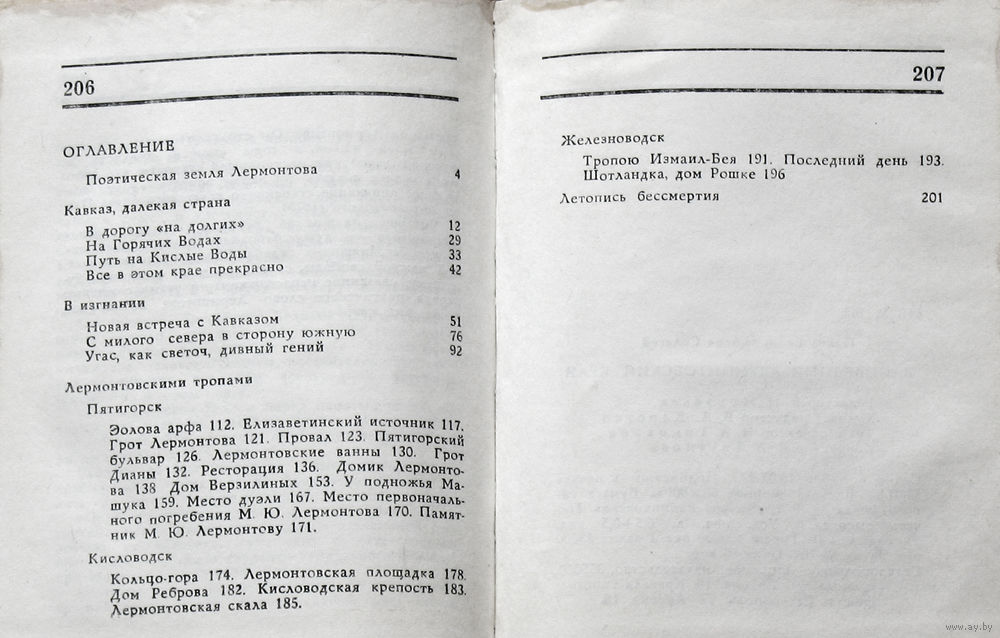 206
ОГЛАВЛЕНИЕ
Поэтическая земля Лермонтова 4
Кавказ, далекая страна
В дорогу «на долгих» 12
На Горячих Водах 29
Путь на Кислые Воды 33
Все в этом крае прекрасно 42
В изгнании
Новая встреча с Кавказом 51
С милого севера в сторону южную 76
Угас, как светоч, дивный гений 92
Лермонтовскими тропами
Пятигорск
Эолова арфа 112. Елизаветинский источник 117.
Грот Лермонтова 121. Провал 123. Пятигорский
бульвар 126. Лермонтовские ванны 130. Грот
Дианы 132. Ресторация 136. Домик Лермонто-
ва 138 Дом Верзилиных 153. У подножья Ма-
шука 159. Место дуэли 167. Место первоначаль-
ного погребения М. Ю. Лермонтова 170. Памят-
ник М. Ю. Лермонтову 171.
Кисловодск
Кольцо-гора 174. Лермонтовская площадка 178.
Дом Реброва 182. Кисловодская крепость 183.
Лермонтовская скала 185.
207
Железноводск
Тропою Измаил-Бея 191. Последний день 193.
Шотландка, дом Рошке 196
Летопись бессмертия 201
www.ay.by